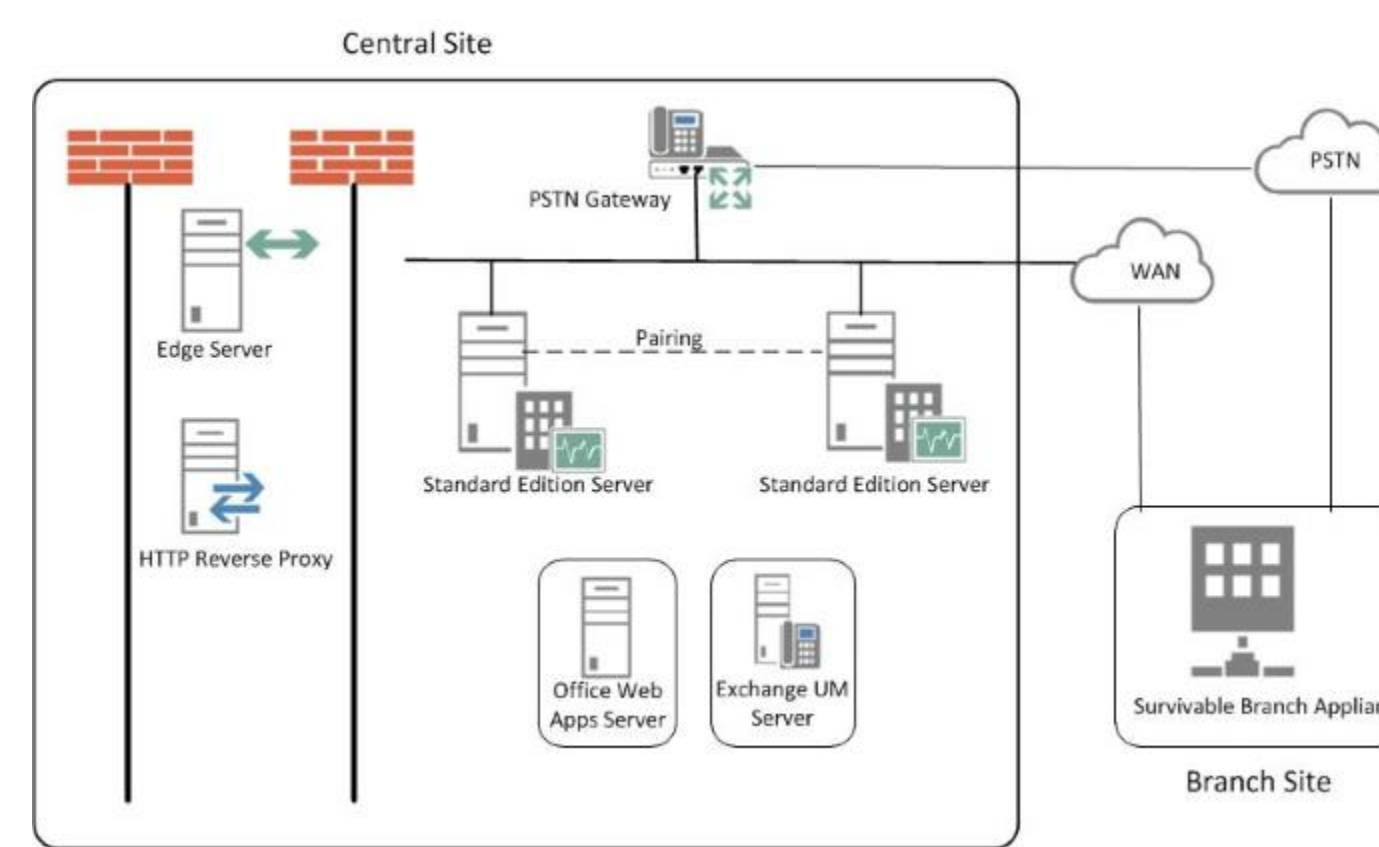 Central Site
PSTN
PSTN Gateway
WAN
Pairing
Edge Server
Standard Edition Server
Standard Edition Server
HTTP Reverse Proxy
Office Web
Apps Server
Exchange UM
Server
Survivable Branch
Branch Site